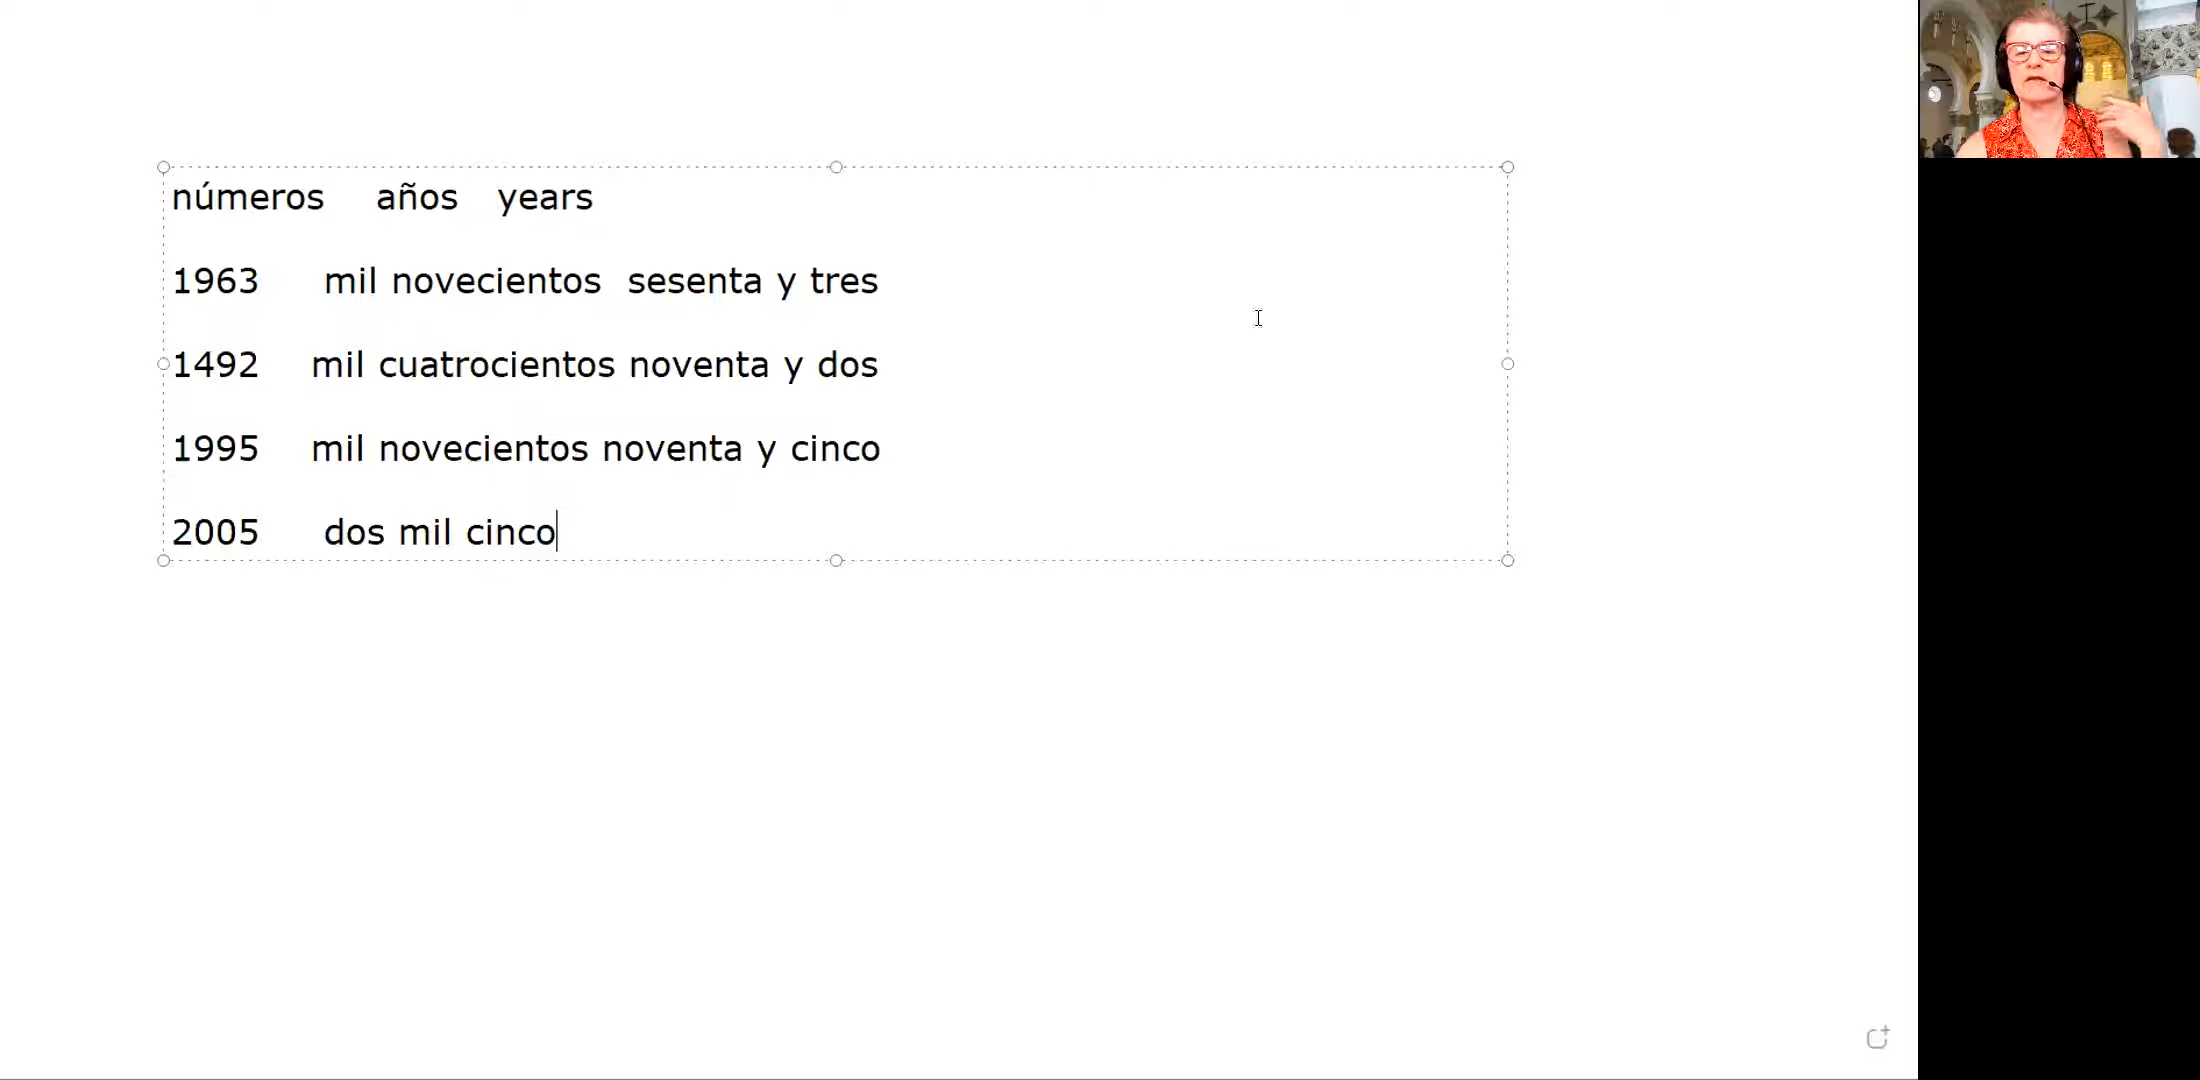 números años years
1963 mil novecientos sesenta y tres
1492 mil cuatrocientos noventa y dos
1995 mil novecientos noventa y cinco
2005 dos mil cinco